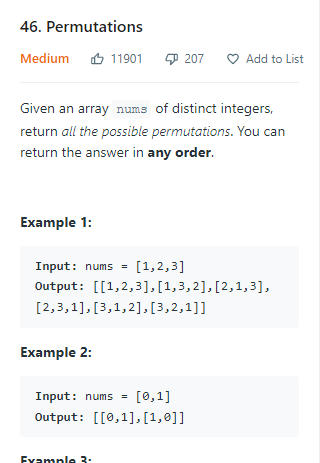 46. Permutations
Medium 11901 207 Add to List
Given an array nums of distinct integers,
return all the possible permutations. You can
return the answer in any order.
Example 1:
Input: nums = [1,2,3]
Output: [[1,2,3],[1,3,2],[2,1,3],
[2,3,1],[3,1,2],[3,2,1]]
Example 2:
Input: nums = [0,1]
Output: [[0,1],[1,0]]
Example 3: